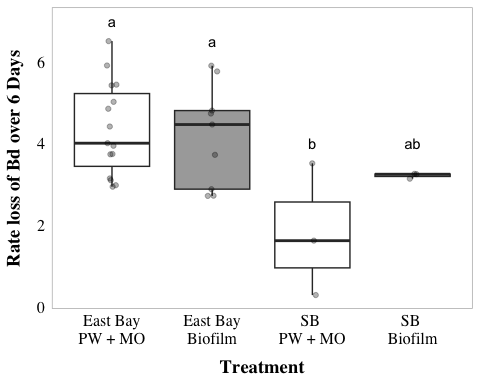 Rate loss of Bd over 6 Days
6
4
2
0
a
a
b
ab
East Bay
PW + MO
East Bay
Biofilm
SB
PW + MO
SB
Biofilm
Treatment